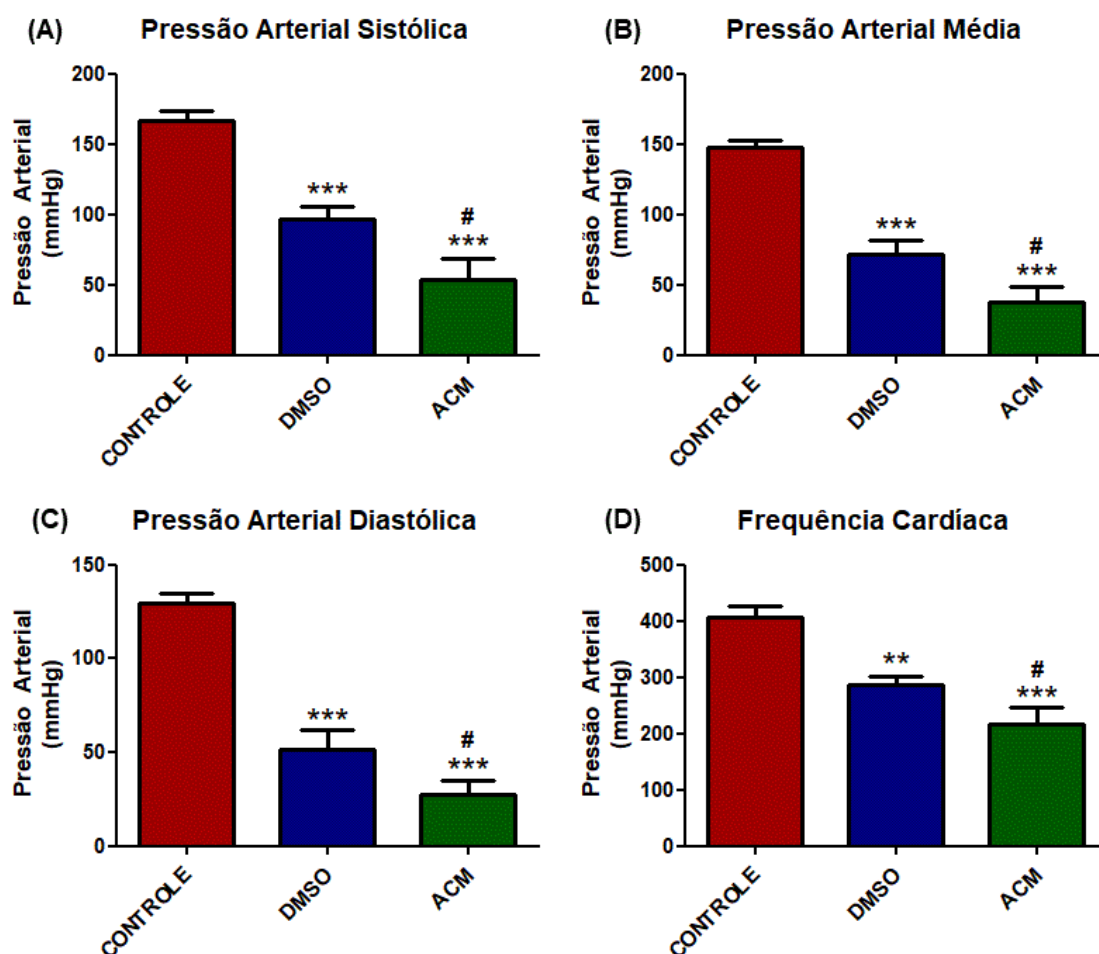 (A) Pressão Arterial Sistólica
Pressão Arterial
(mmHg)
200
150
100
50
0
***
#
***
CONTROLE
DMSO
ACM
(B) Pressão Arterial Média
Pressão Arterial
(mmHg)
200
150
100
50
0
***
#
***
CONTROLE
DMSO
ACM
(C) Pressão Arterial Diastólica
Pressão Arterial
(mmHg)
150
100
50
0
***
#
***
CONTROLE
DMSO
ACM
(D) Frequência Cardíaca
Pressão Arterial
(mmHg)
500
400
300
200
100
0
**
#
***
CONTROLE
DMSO
ACM